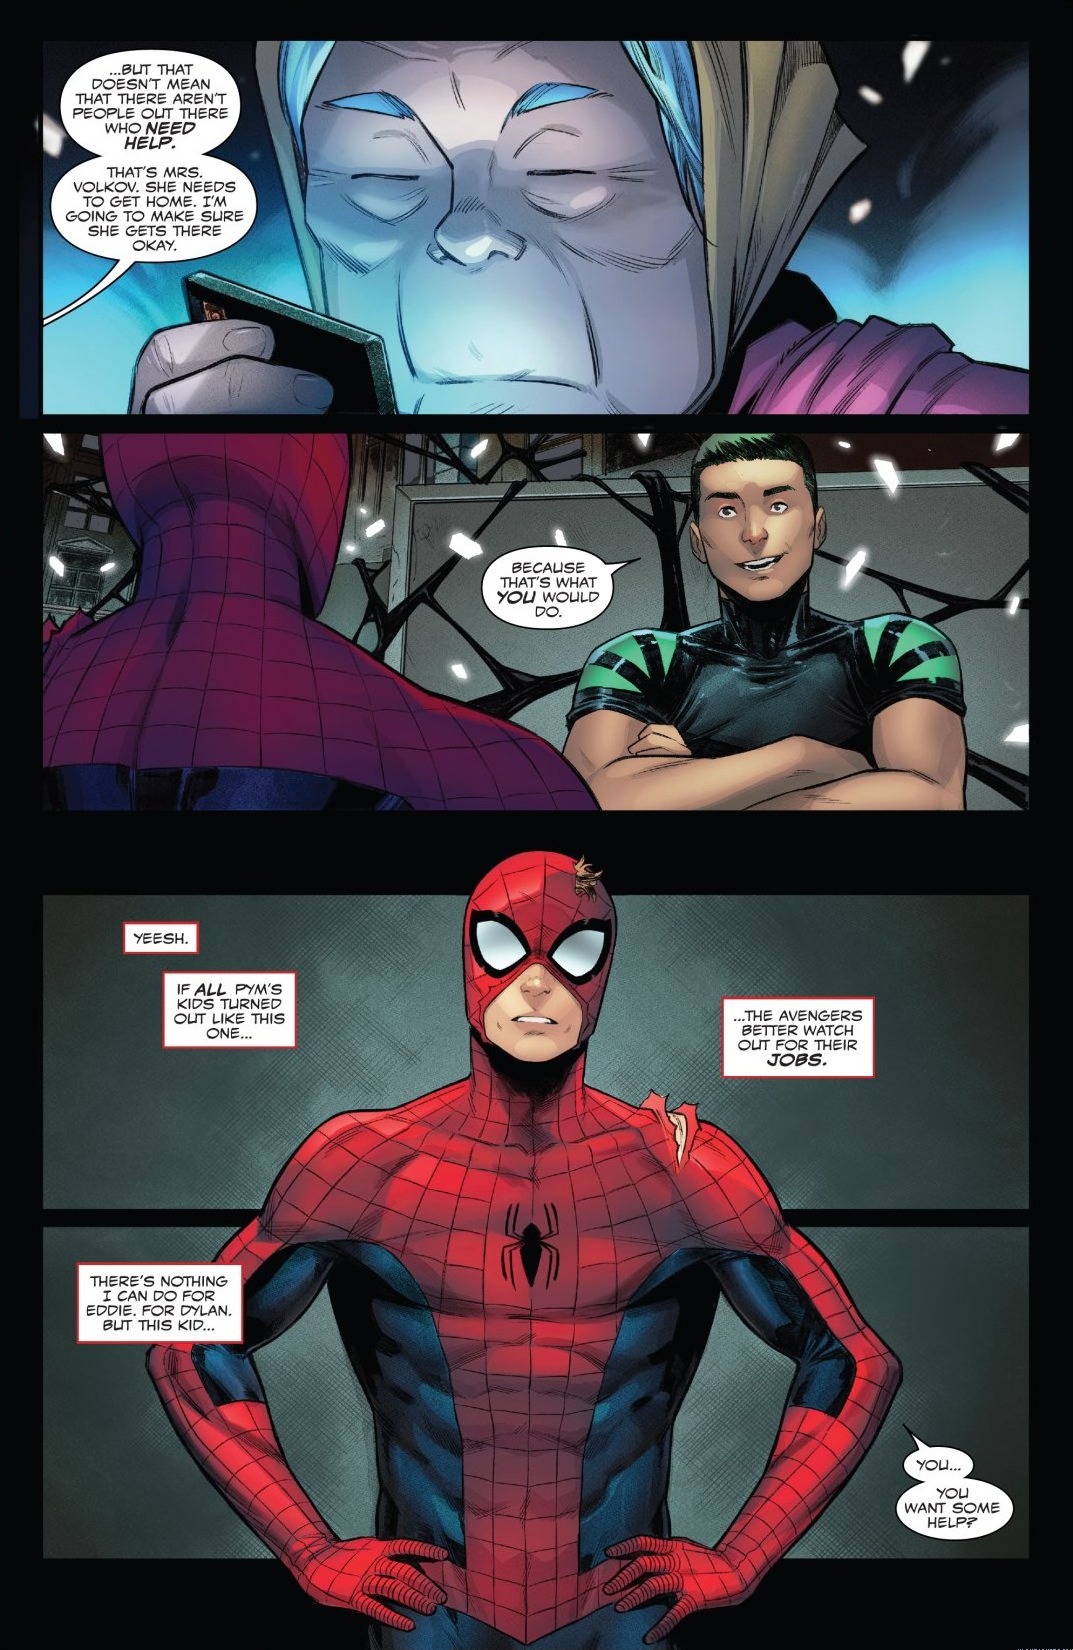 ...BUT THAT
DOESN'T MEAN
THAT THERE AREN'T
PEOPLE OUT THERE
WHO NEED
HELP.
THAT'S MRS.
VOLKOV. SHE NEEDS
TO GET HOME. I'M
GOING TO MAKE SURE
SHE GETS THERE
OKAY.
BECAUSE
THAT'S WHAT
YOU WOULD
DO.
YEESH.
IF ALL PYM'S
KIDS TURNED
OUT LIKE THIS
ONE...
...THE AVENGERS
BETTER WATCH
OUT FOR THEIR
JOBS.
THERE'S NOTHING
I CAN DO FOR
EDDIE. FOR DYLAN.
BUT THIS KID...
YOU...
YOU
WANT SOME
HELP?